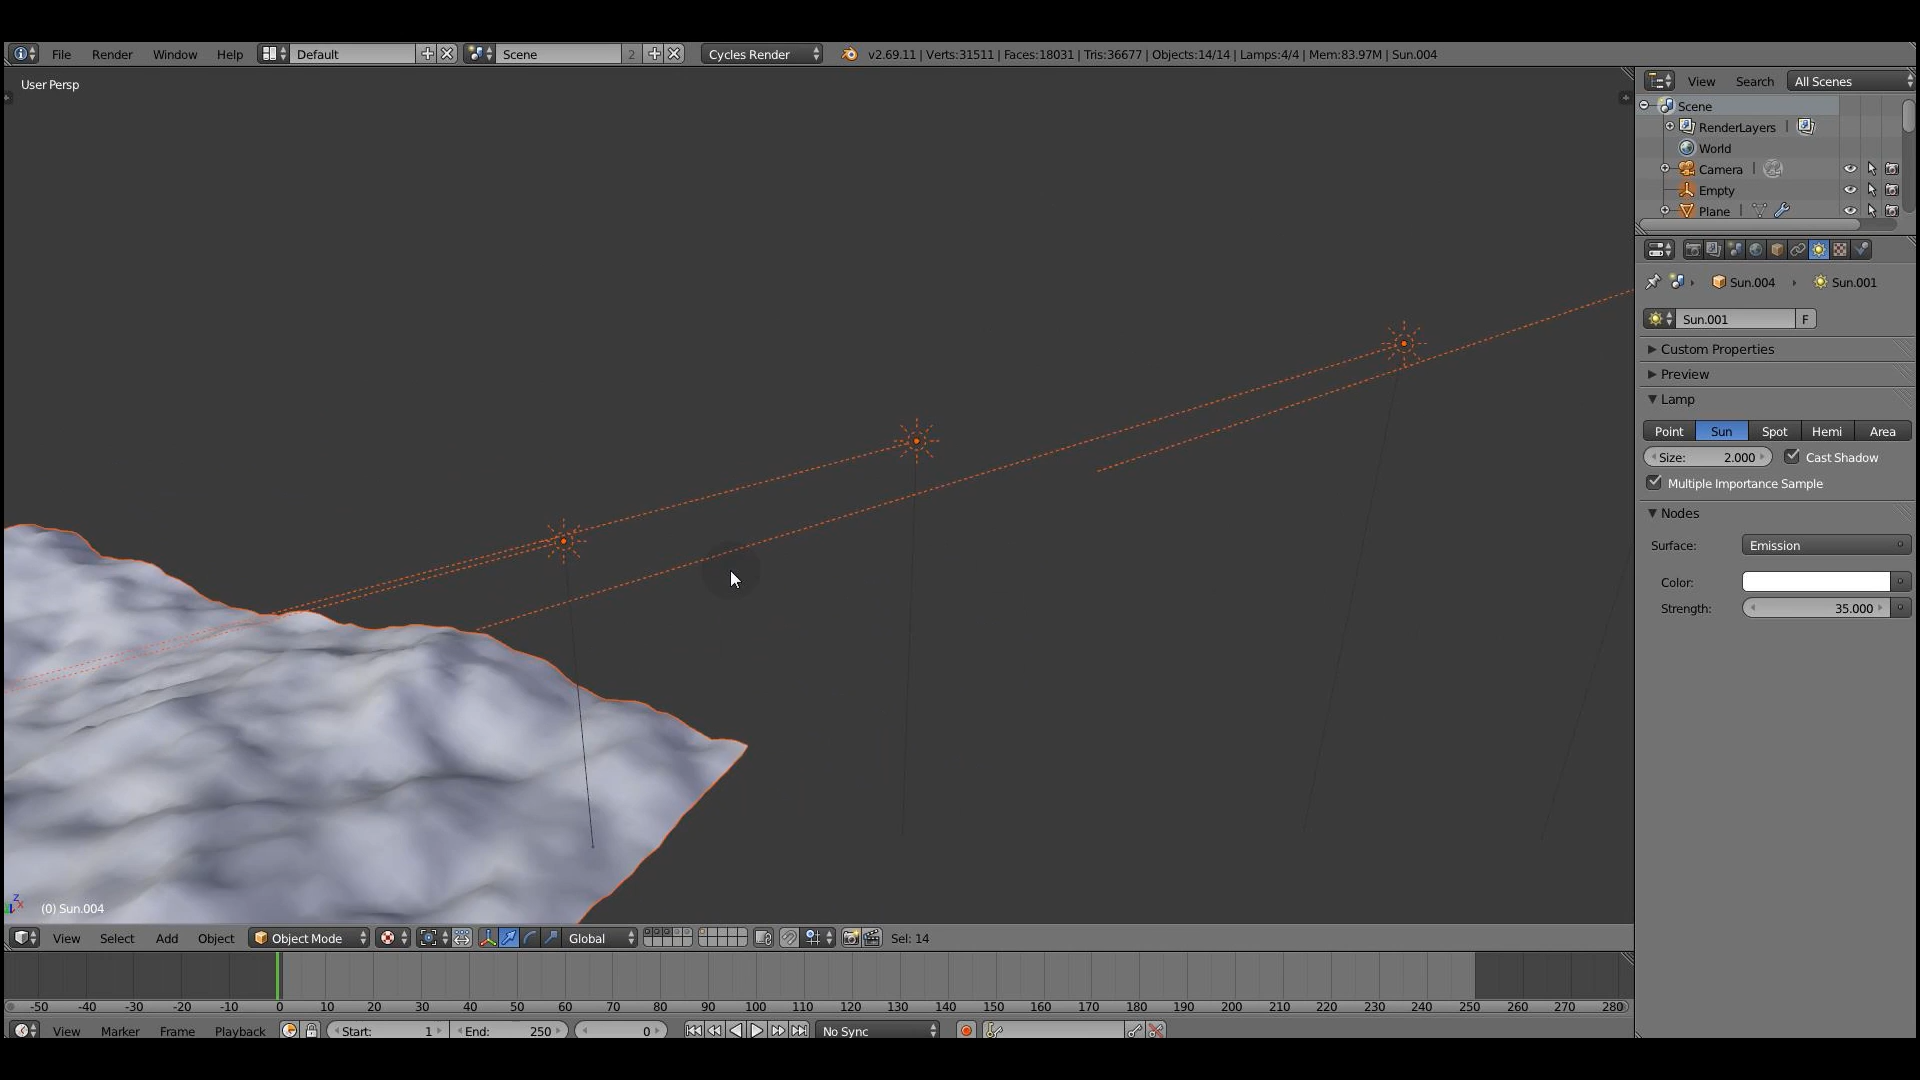 File Render Window Help Default Scene 2 Cycles Render v2.69.11 | Verts:31511 | Faces:18031 | Tris:36677 | Objects:14/14 | Lamps:4/4 | Mem:83.97M | Sun.004
User Persp
View Search All Scenes
Scene
RenderLayers
World
Camera
Empty
Plane
Sun.004 Sun.001
Sun.001 F
Custom Properties
Preview
Lamp
Point Sun Spot Hemi Area
Size: 2.000 Cast Shadow
Multiple Importance Sample
Nodes
Surface: Emission
Color:
Strength: 35.000
z
x
(0) Sun.004
View Select Add Object Object Mode Global Sel: 14
-50 -40 -30 -20 -10 0 10 20 30 40 50 60 70 80 90 100 110 120 130 140 150 160 170 180 190 200 210 220 230 240 250 260 270 280
View Marker Frame Playback Start: 1 End: 250 0 No Sync